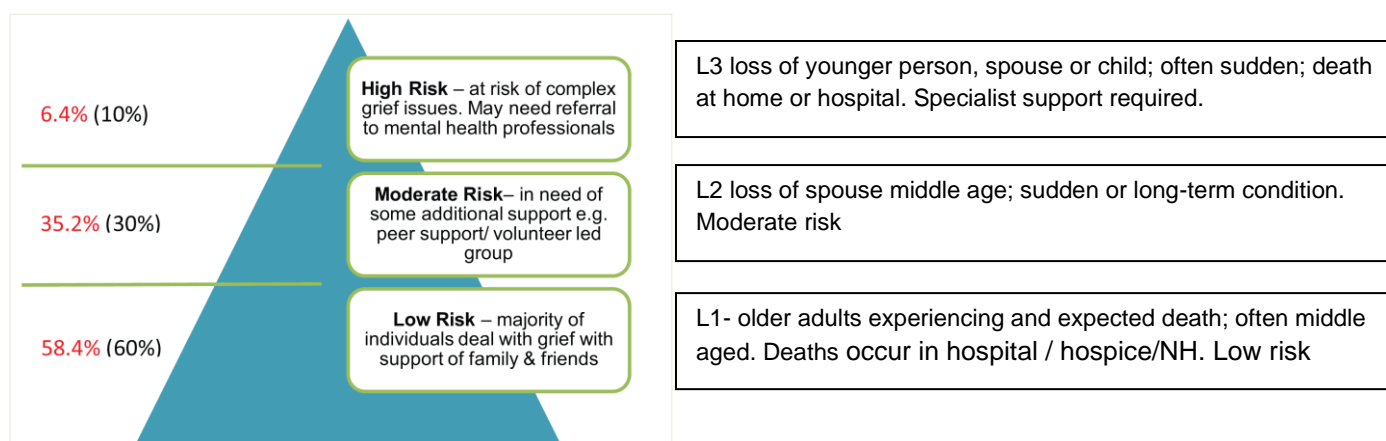 6.4% (10%)
High Risk – at risk of complex
grief issues. May need referral
to mental health professionals
L3 loss of younger person, spouse or child; often sudden; death
at home or hospital. Specialist support required.
35.2% (30%)
Moderate Risk– in need of
some additional support e.g.
peer support/ volunteer led
group
L2 loss of spouse middle age; sudden or long-term condition.
Moderate risk
58.4% (60%)
Low Risk – majority of
individuals deal with grief with
support of family & friends
L1- older adults experiencing and expected death; often middle
aged. Deaths occur in hospital / hospice/NH. Low risk